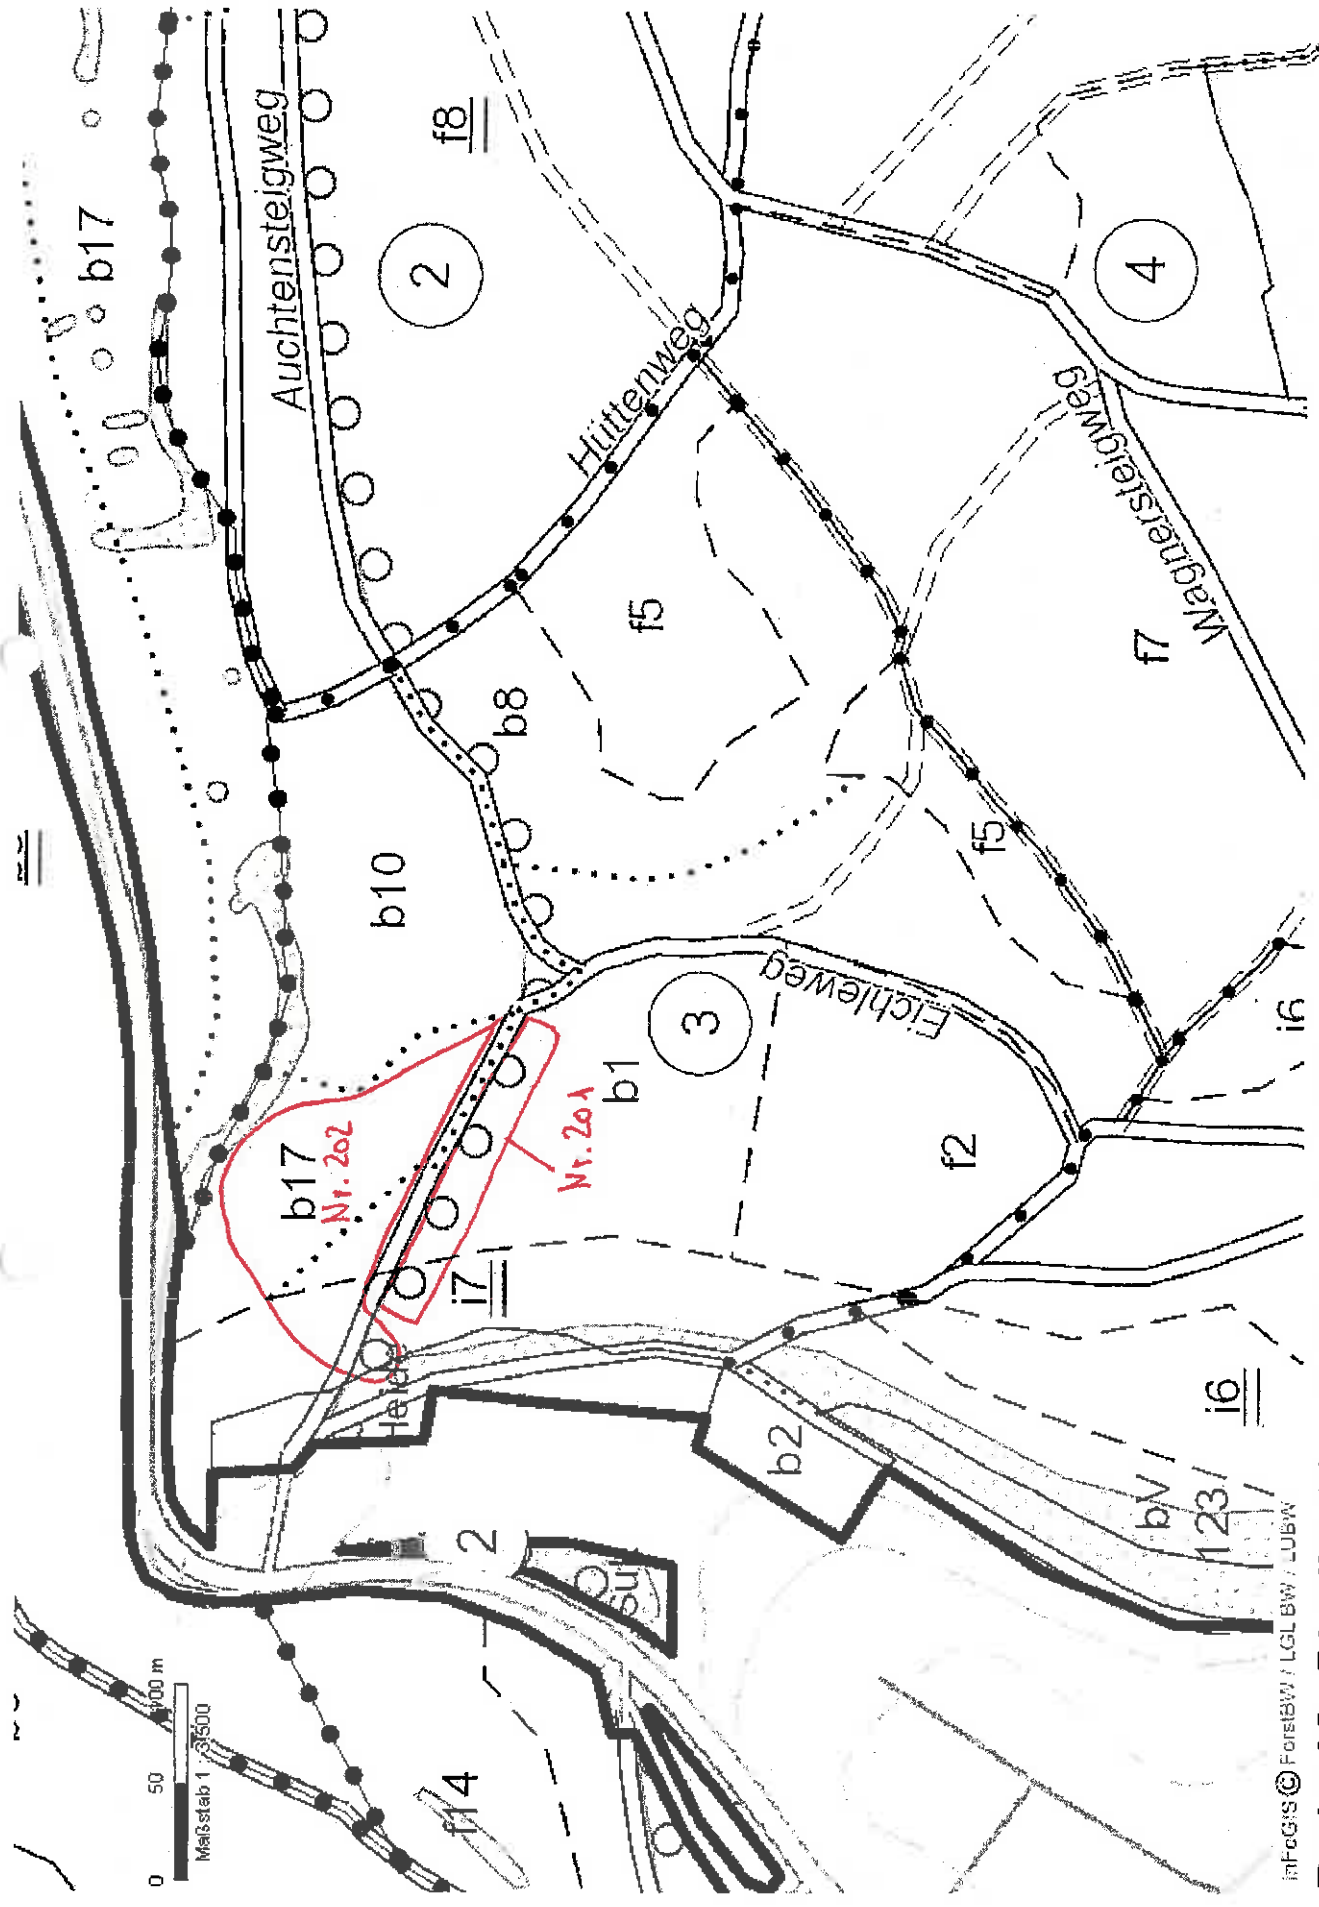 b17
Auchtensteigweg
f8
2
Hüttenweg
4
Wagnersteigweg
f5
b8
f7
b10
f5
3
Eichleweg
b1
i6
b17
Nr. 202
Nr. 201
f2
i7
i6
b2
bV
123
2
f14
0 50 100 m
Maßstab 1 : 3500
InFoGIS © ForstBW / LGL BW / LUBW